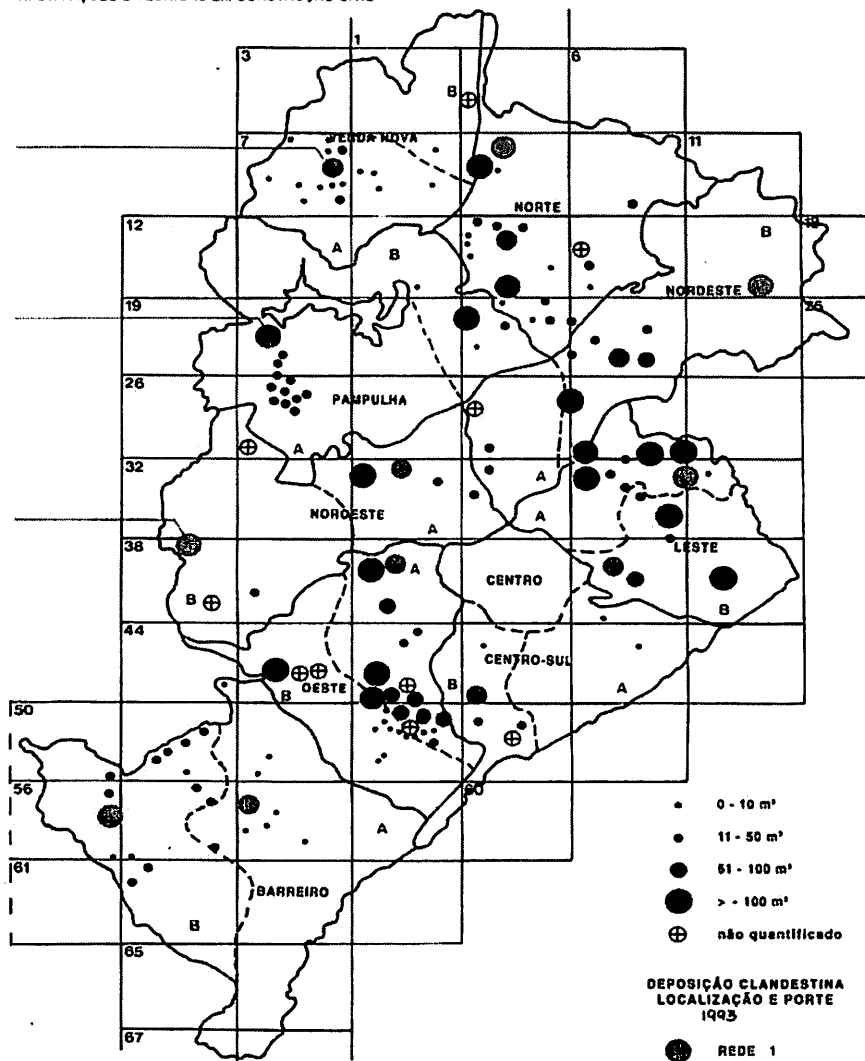 3
1
6
B
VENDA NOVA
7
11
NORTE
12
18
A
B
B
NORDESTE
19
25
PAMPULHA
26
A
32
A
NOROESTE
A
A
38
LESTE
A
CENTRO
B
B
44
CENTRO-SUL
OESTE
B
B
A
50
56
60
A
61
BARREIRO
B
65
67
0 - 10 m³
11 - 50 m³
51 - 100 m³
> - 100 m³
não quantificado
DEPOSIÇÃO CLANDESTINA
LOCALIZAÇÃO E PORTE
1993
REDE 1